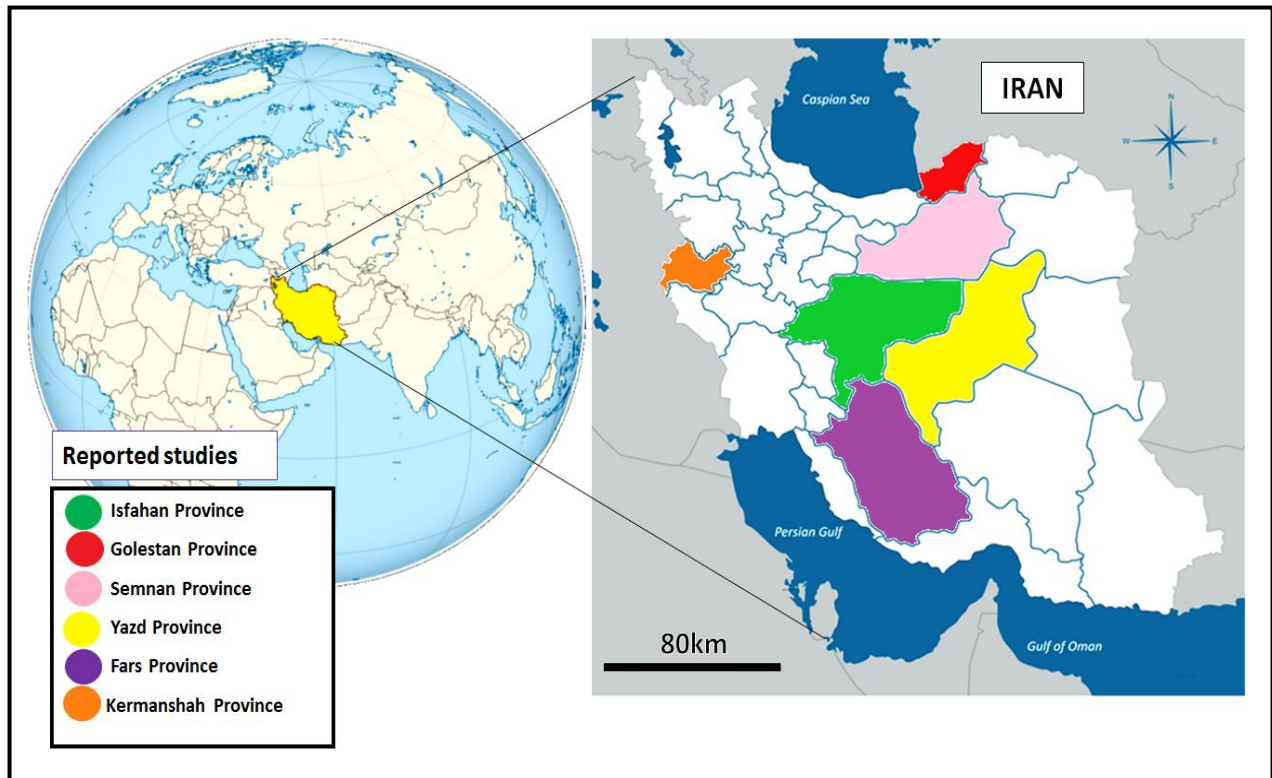 Reported studies
Isfahan Province
Golestan Province
Semnan Province
Yazd Province
Fars Province
Kermanshah Province
IRAN
Caspian Sea
N
W
E
S
Persian Gulf
80km
Gulf of Oman